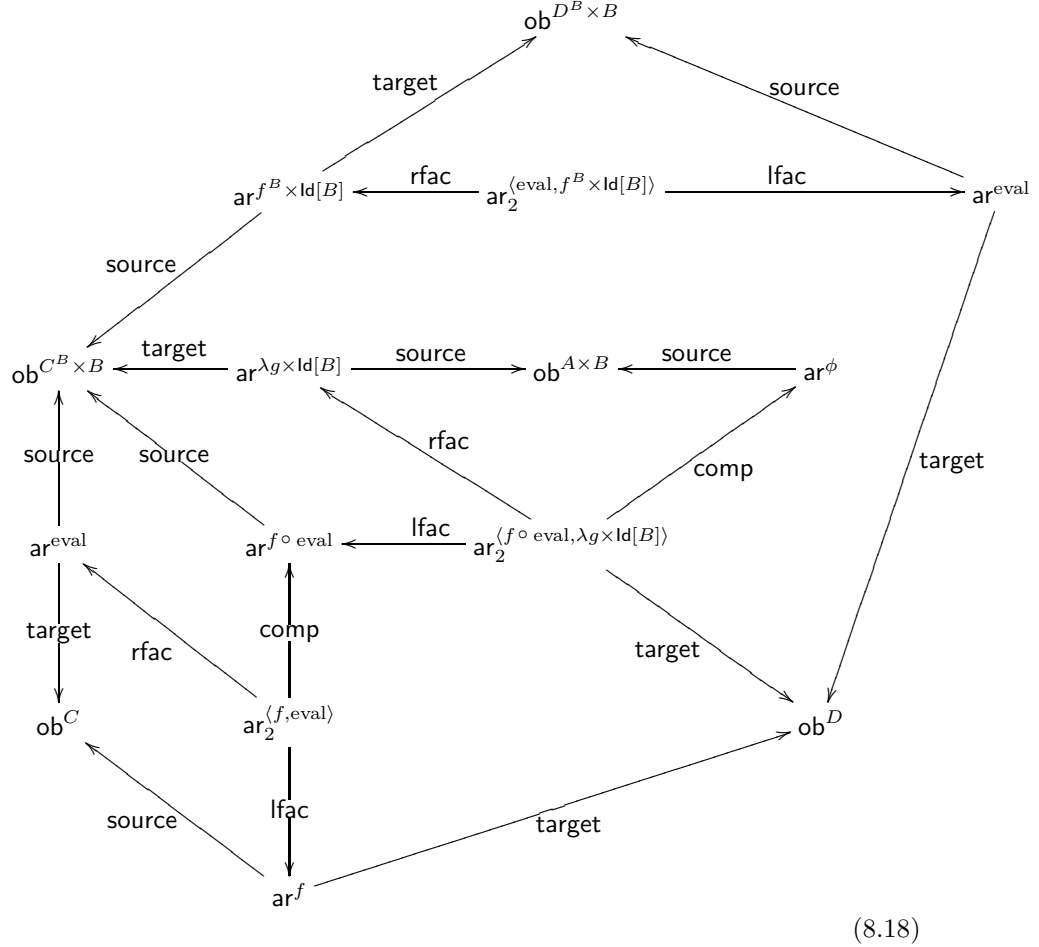 ob^{D^B × B}
target
source
ar^{f^B × Id[B]} rfac ar_2^{⟨eval, f^B × Id[B]⟩} lfac ar^{eval}
source
ob^{C^B × B} target ar^{λg × Id[B]} source ob^{A × B} source ar^ϕ
rfac
source source comp target
ar^{eval} ar^{f ∘ eval} lfac ar_2^{⟨f ∘ eval, λg × Id[B]⟩}
target comp
rfac target
ob^C ar_2^{⟨f, eval⟩} ob^D
lfac
source target
ar^f
(8.18)